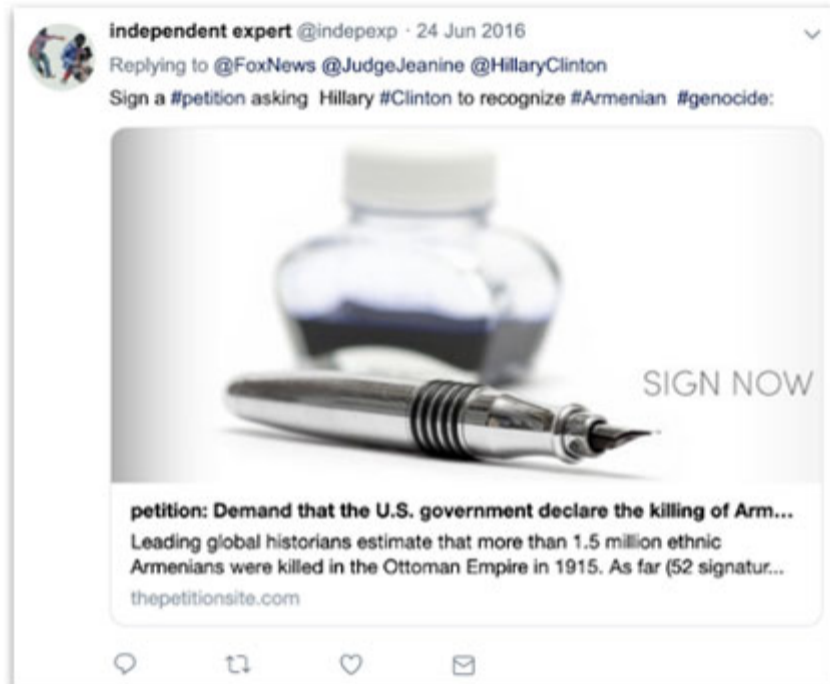 independent expert @indepexp · 24 Jun 2016
Replying to @FoxNews @JudgeJeanine @HillaryClinton
Sign a #petition asking Hillary #Clinton to recognize #Armenian #genocide:
SIGN NOW
petition: Demand that the U.S. government declare the killing of Arm...
Leading global historians estimate that more than 1.5 million ethnic
Armenians were killed in the Ottoman Empire in 1915. As far (52 signatur...
thepetitionsite.com